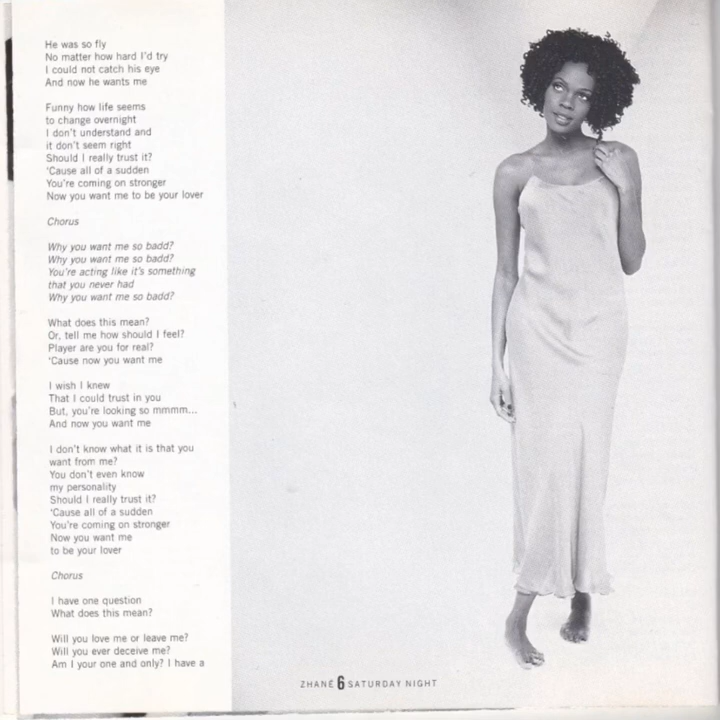 He was so fly
No matter how hard I'd try
I could not catch his eye
And now he wants me
Funny how life seems
to change overnight
I don't understand and
it don't seem right
Should I really trust it?
'Cause all of a sudden
You're coming on stronger
Now you want me to be your lover
Chorus
Why you want me so badd?
Why you want me so badd?
You're acting like it's something
that you never had
Why you want me so badd?
What does this mean?
Or, tell me how should I feel?
Player are you for real?
'Cause now you want me
I wish I knew
That I could trust in you
But, you're looking so mmmm...
And now you want me
I don't know what it is that you
want from me?
You don't even know
my personality
Should I really trust it?
'Cause all of a sudden
You're coming on stronger
Now you want me
to be your lover
Chorus
I have one question
What does this mean?
Will you love me or leave me?
Will you ever deceive me?
Am I your one and only? I have a
ZHANÉ 6 SATURDAY NIGHT